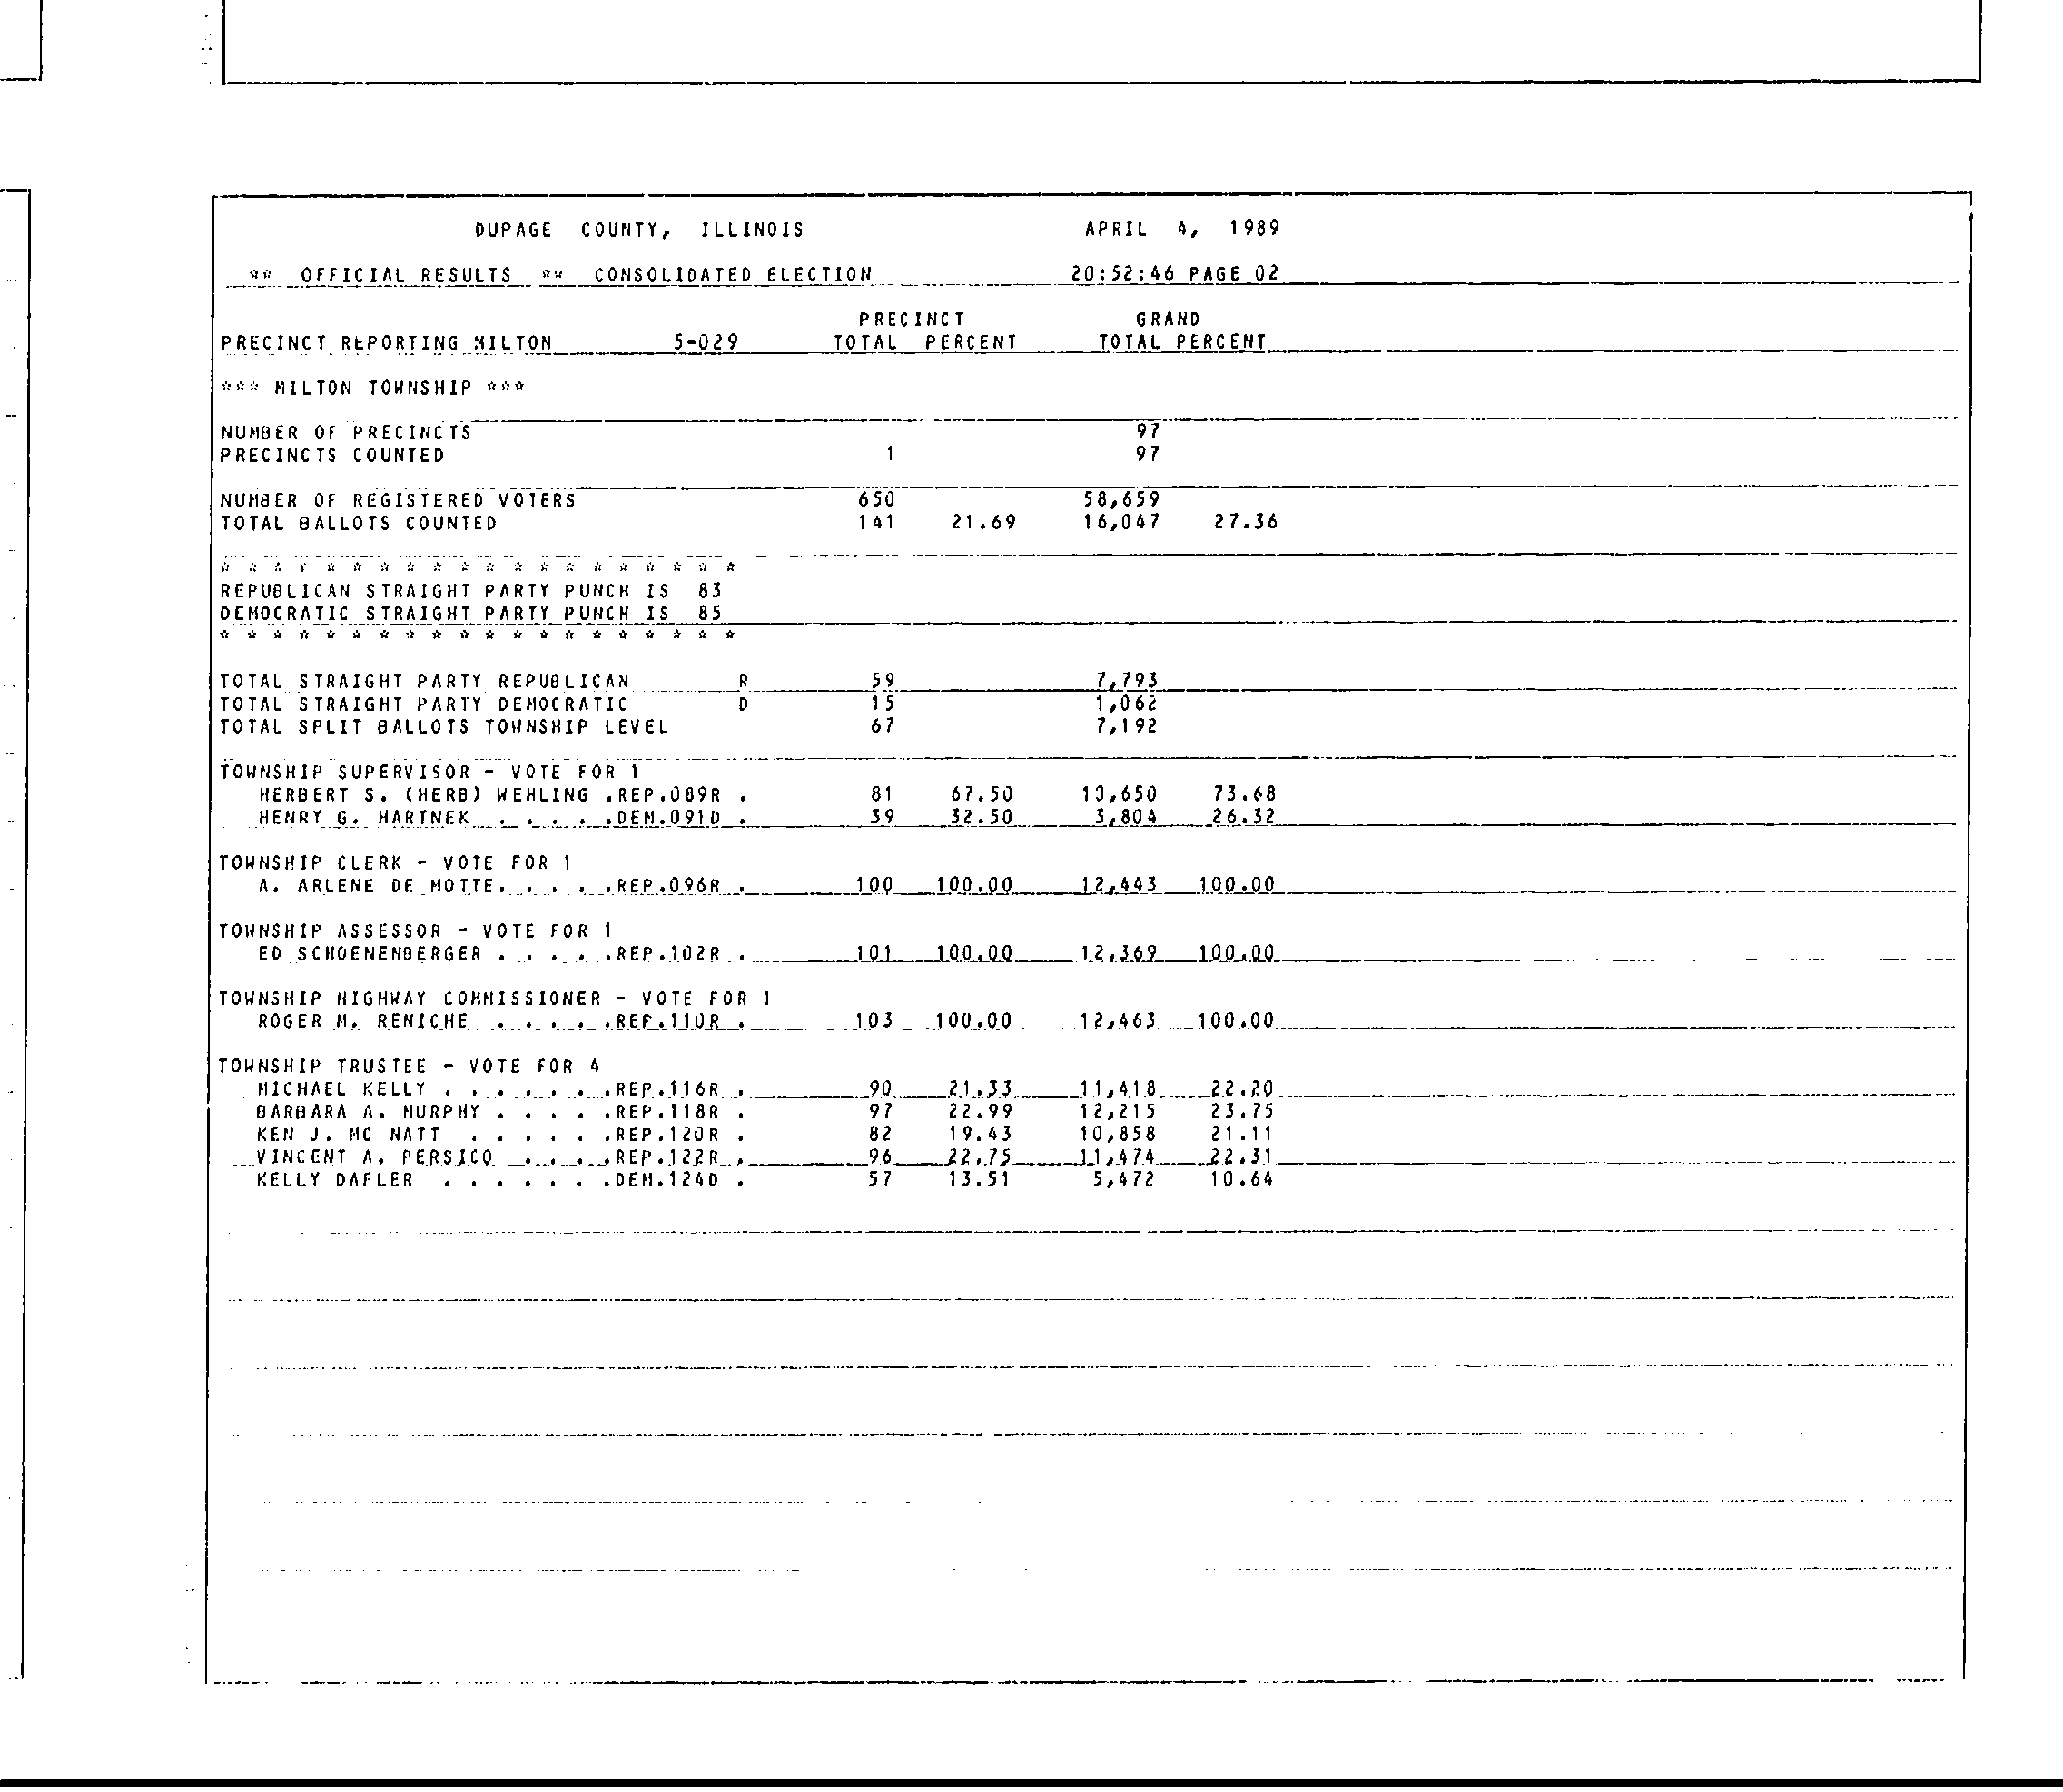 DUPAGE COUNTY, ILLINOIS APRIL 4, 1989
** OFFICIAL RESULTS ** CONSOLIDATED ELECTION 20:52:46 PAGE 02
PRECINCT GRAND
PRECINCT REPORTING MILTON 5-029 TOTAL PERCENT TOTAL PERCENT
*** MILTON TOWNSHIP ***
NUMBER OF PRECINCTS 97
PRECINCTS COUNTED 1 97
NUMBER OF REGISTERED VOTERS 650 58,659
TOTAL BALLOTS COUNTED 141 21.69 16,047 27.36
* * * * * * * * * * * * * * * * * * * *
REPUBLICAN STRAIGHT PARTY PUNCH IS 83
DEMOCRATIC STRAIGHT PARTY PUNCH IS 85
* * * * * * * * * * * * * * * * * * * *
TOTAL STRAIGHT PARTY REPUBLICAN R 59 7,793
TOTAL STRAIGHT PARTY DEMOCRATIC D 15 1,062
TOTAL SPLIT BALLOTS TOWNSHIP LEVEL 67 7,192
TOWNSHIP SUPERVISOR - VOTE FOR 1
HERBERT S. (HERB) WEHLING .REP.089R . 81 67.50 10,650 73.68
HENRY G. HARTNEK . . . . .DEM.091D . 39 32.50 3,804 26.32
TOWNSHIP CLERK - VOTE FOR 1
A. ARLENE DE MOTTE. . . . .REP.096R . 100 100.00 12,443 100.00
TOWNSHIP ASSESSOR - VOTE FOR 1
ED SCHOENENBERGER . . . . .REP.102R . 101 100.00 12,369 100.00
TOWNSHIP HIGHWAY COMMISSIONER - VOTE FOR 1
ROGER M. RENICHE . . . . .REP.110R . 103 100.00 12,463 100.00
TOWNSHIP TRUSTEE - VOTE FOR 4
MICHAEL KELLY . . . . . . .REP.116R . 90 21.33 11,418 22.20
BARBARA A. MURPHY . . . . .REP.118R . 97 22.99 12,215 23.75
KEN J. MC NATT . . . . . .REP.120R . 82 19.43 10,858 21.11
VINCENT A. PERSICO . . . .REP.122R . 96 22.75 11,474 22.31
KELLY DAFLER . . . . . . .DEM.124D . 57 13.51 5,472 10.64